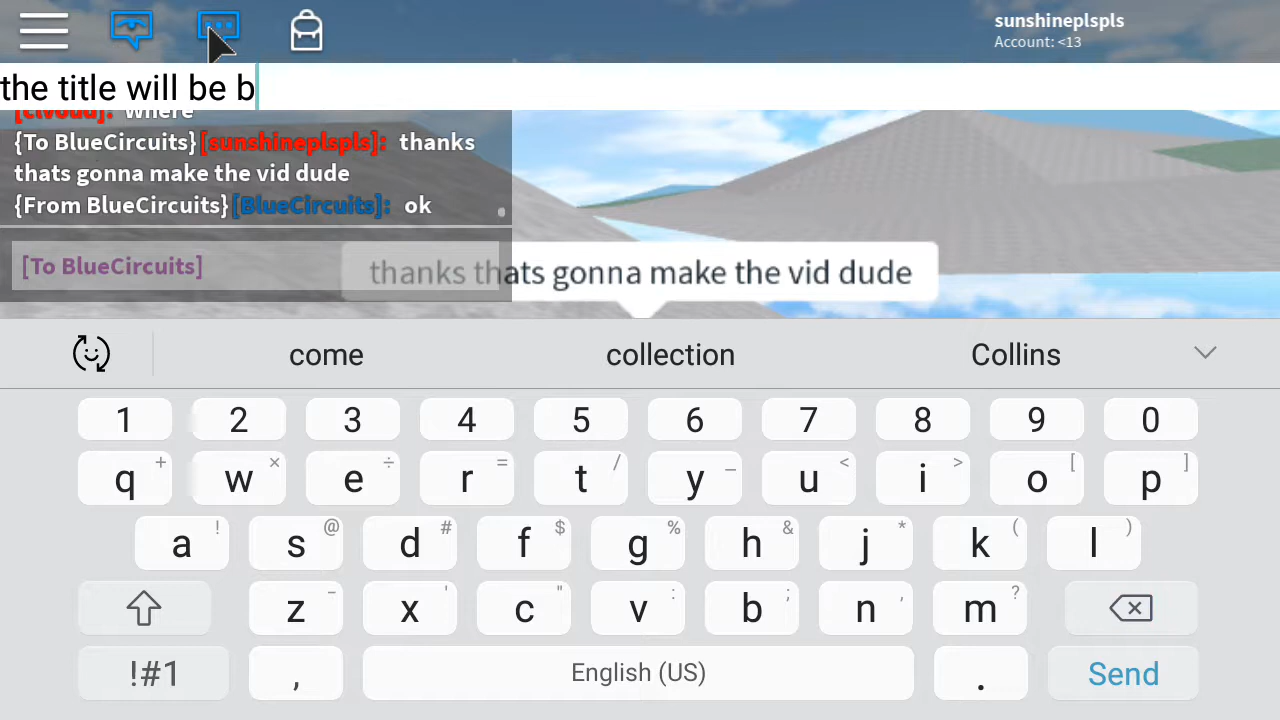 sunshineplspls
Account: <13
the title will be b
[clvoud]: where
{To BlueCircuits}[sunshineplspls]: thanks
thats gonna make the vid dude
{From BlueCircuits}[BlueCircuits]: ok
[To BlueCircuits]
thanks thats gonna make the vid dude
come collection Collins
1 2 3 4 5 6 7 8 9 0
q + w × e ÷ r = t / y _ u < i > o [ p ]
a ! s @ d # f $ g % h & j * k ( l )
z - x ' c " v : b ; n , m ?
!#1 , English (US) . Send